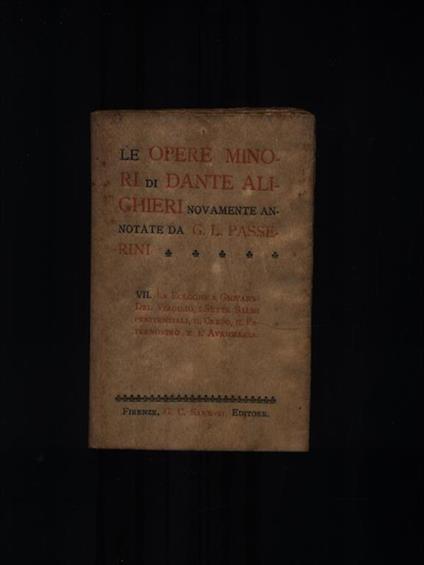 LE OPERE MINO-
RI DI DANTE ALI-
GHIERI NOVAMENTE AN-
NOTATE DA G. L. PASSE-
RINI
VII. LE ECLOGHE A GIOVANNI
DEL VIRGILIO, I SETTE SALMI
PENITENZIALI, IL CREDO, IL PA-
TERNOSTRO E L'AVEMARIA.
FIRENZE, G. C. SANSONI EDITORE.